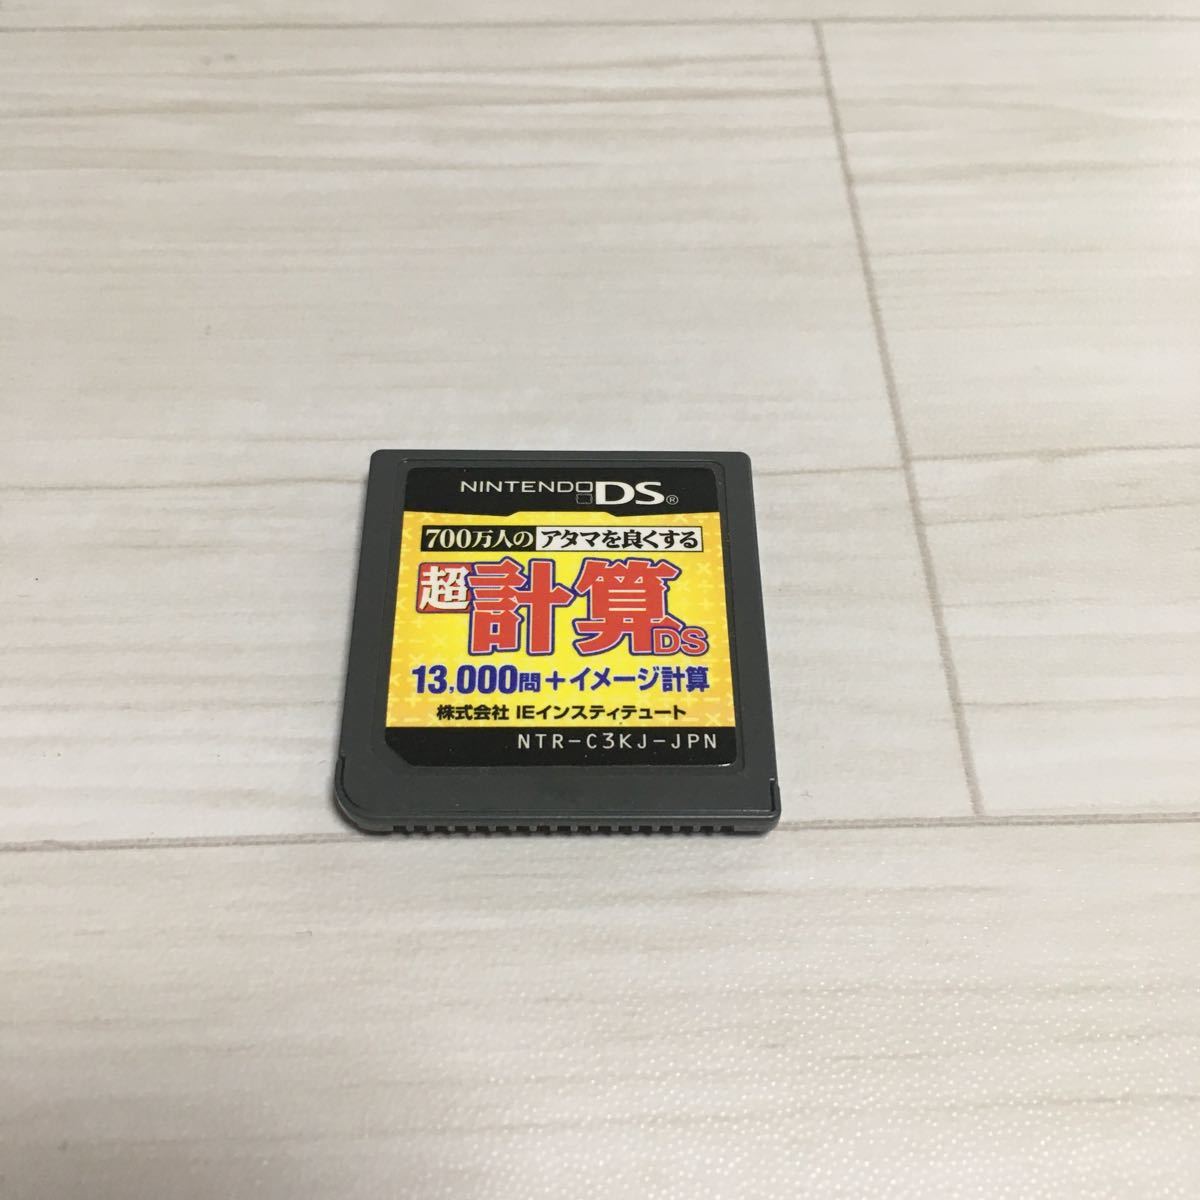 NINTENDO DS®
700万人の アタマを良くする
超計算DS
13,000問+イメージ計算
株式会社 IEインスティテュート
NTR-C3KJ-JPN